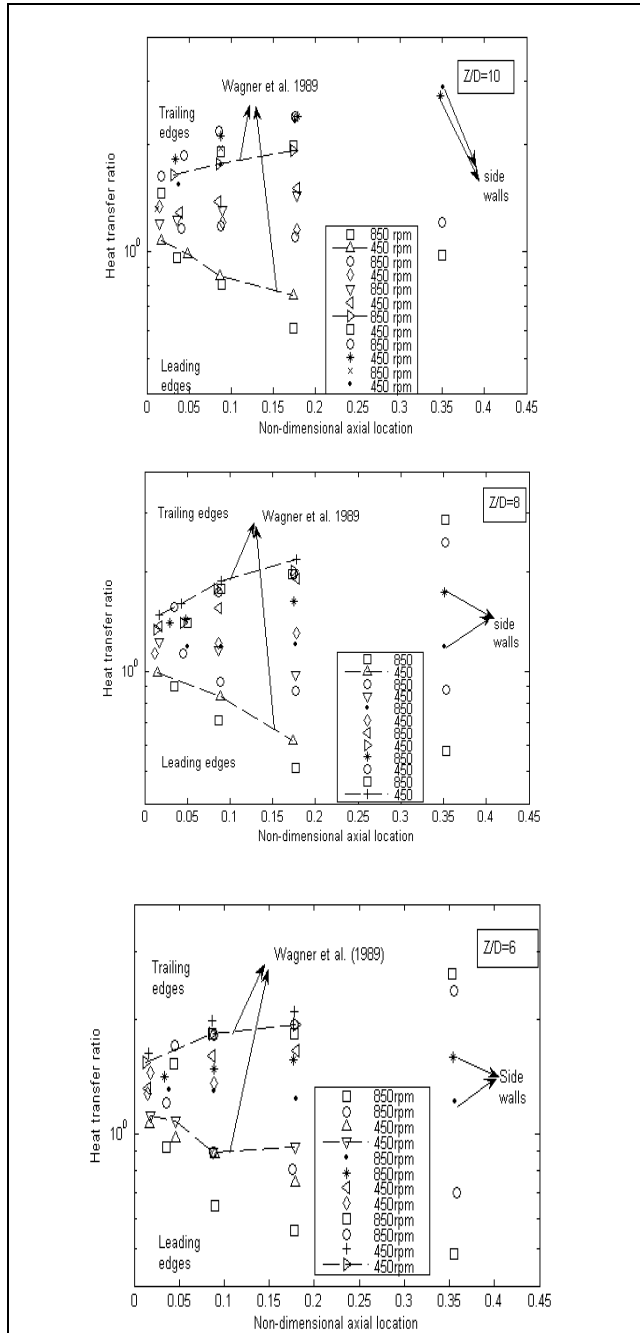 Z/D=10
Wagner et al. 1989
Trailing edges
side walls
Heat transfer ratio
10^0
850 rpm
450 rpm
850 rpm
450 rpm
850 rpm
450 rpm
850 rpm
450 rpm
850 rpm
450 rpm
850 rpm
450 rpm
Leading edges
0 0.05 0.1 0.15 0.2 0.25 0.3 0.35 0.4 0.45
Non-dimensional axial location
Z/D=8
Trailing edges
Wagner et al. 1989
side walls
Heat transfer ratio
10^0
850
450
850
450
850
450
850
450
850
450
850
450
Leading edges
0 0.05 0.1 0.15 0.2 0.25 0.3 0.35 0.4 0.45
Non-dimensional axial location
Z/D=6
Wagner et al. (1989)
Trailing edges
Side walls
Heat transfer ratio
10^0
850rpm
850rpm
450rpm
450rpm
850rpm
850rpm
450rpm
450rpm
850rpm
850rpm
450rpm
450rpm
Leading edges
0 0.05 0.1 0.15 0.2 0.25 0.3 0.35 0.4 0.45
Non-dimensional axial location